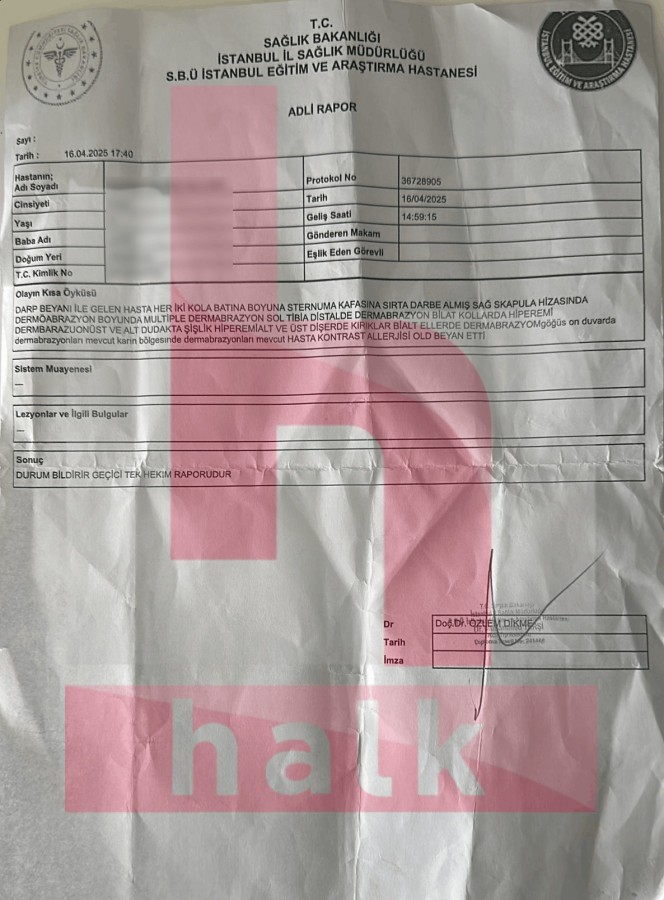 T.C.
SAĞLIK BAKANLIĞI
İSTANBUL İL SAĞLIK MÜDÜRLÜĞÜ
S.B.Ü İSTANBUL EĞİTİM VE ARAŞTIRMA HASTANESİ
İSTANBUL EĞİTİM VE ARAŞTIRMA HASTANESİ
ADLİ RAPOR
Sayı :
Tarih : 16.04.2025 17:40
Hastanın;
Adı Soyadı
Cinsiyeti
Yaşı
Baba Adı
Doğum Yeri
T.C. Kimlik No
Protokol No 36728905
Tarih 16/04/2025
Geliş Saati 14:59:15
Gönderen Makam
Eşlik Eden Görevli
Olayın Kısa Öyküsü
DARP BEYANI İLE GELEN HASTA HER İKİ KOLA BATINA BOYUNA STERNUMA KAFASINA SIRTA DARBE ALMIŞ SAĞ SKAPULA HİZASINDA
DERMOABRAZYON BOYUNDA MULTİPLE DERMABRAZYON SOL TİBİA DİSTALDE DERMABRAZYON BİLAT KOLLARDA HİPEREMİ
DERMBARAZUONÜST VE ALT DUDAKTA ŞİŞLİK HİPEREMİALT VE ÜST DİŞERDE KIRIKLAR BİALT ELLERDE DERMABRAZYOMgöğüs on duvarda
dermabrazyonları mevcut karın bölgesinde dermabrazyonları mevcut HASTA KONTRAST ALLERJİSİ OLD BEYAN ETTİ
Sistem Muayenesi
—
Lezyonlar ve İlgili Bulgular
—
Sonuç
DURUM BİLDİRİR GEÇİCİ TEK HEKİM RAPORUDUR
Dr Doç.Dr. ÖZLEM DİKME
Tarih
İmza
halk